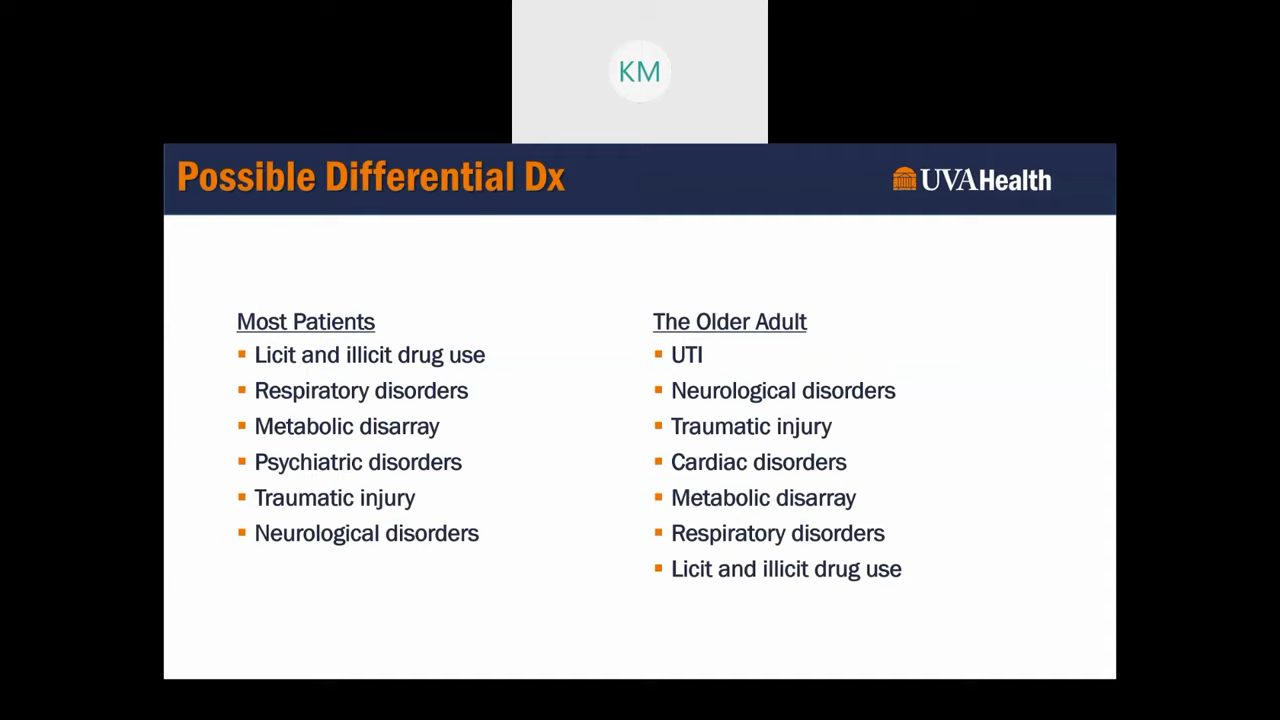 KM
Possible Differential Dx
UVAHealth
Most Patients
Licit and illicit drug use
Respiratory disorders
Metabolic disarray
Psychiatric disorders
Traumatic injury
Neurological disorders
The Older Adult
UTI
Neurological disorders
Traumatic injury
Cardiac disorders
Metabolic disarray
Respiratory disorders
Licit and illicit drug use